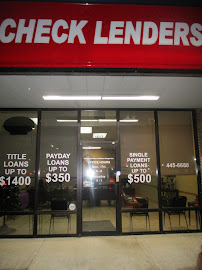 CHECK LENDERS
TITLE
LOANS
UP TO
$1400
PAYDAY
LOANS
UP TO
$350
SINGLE
PAYMENT
LOANS
UP TO
$500
445-6688